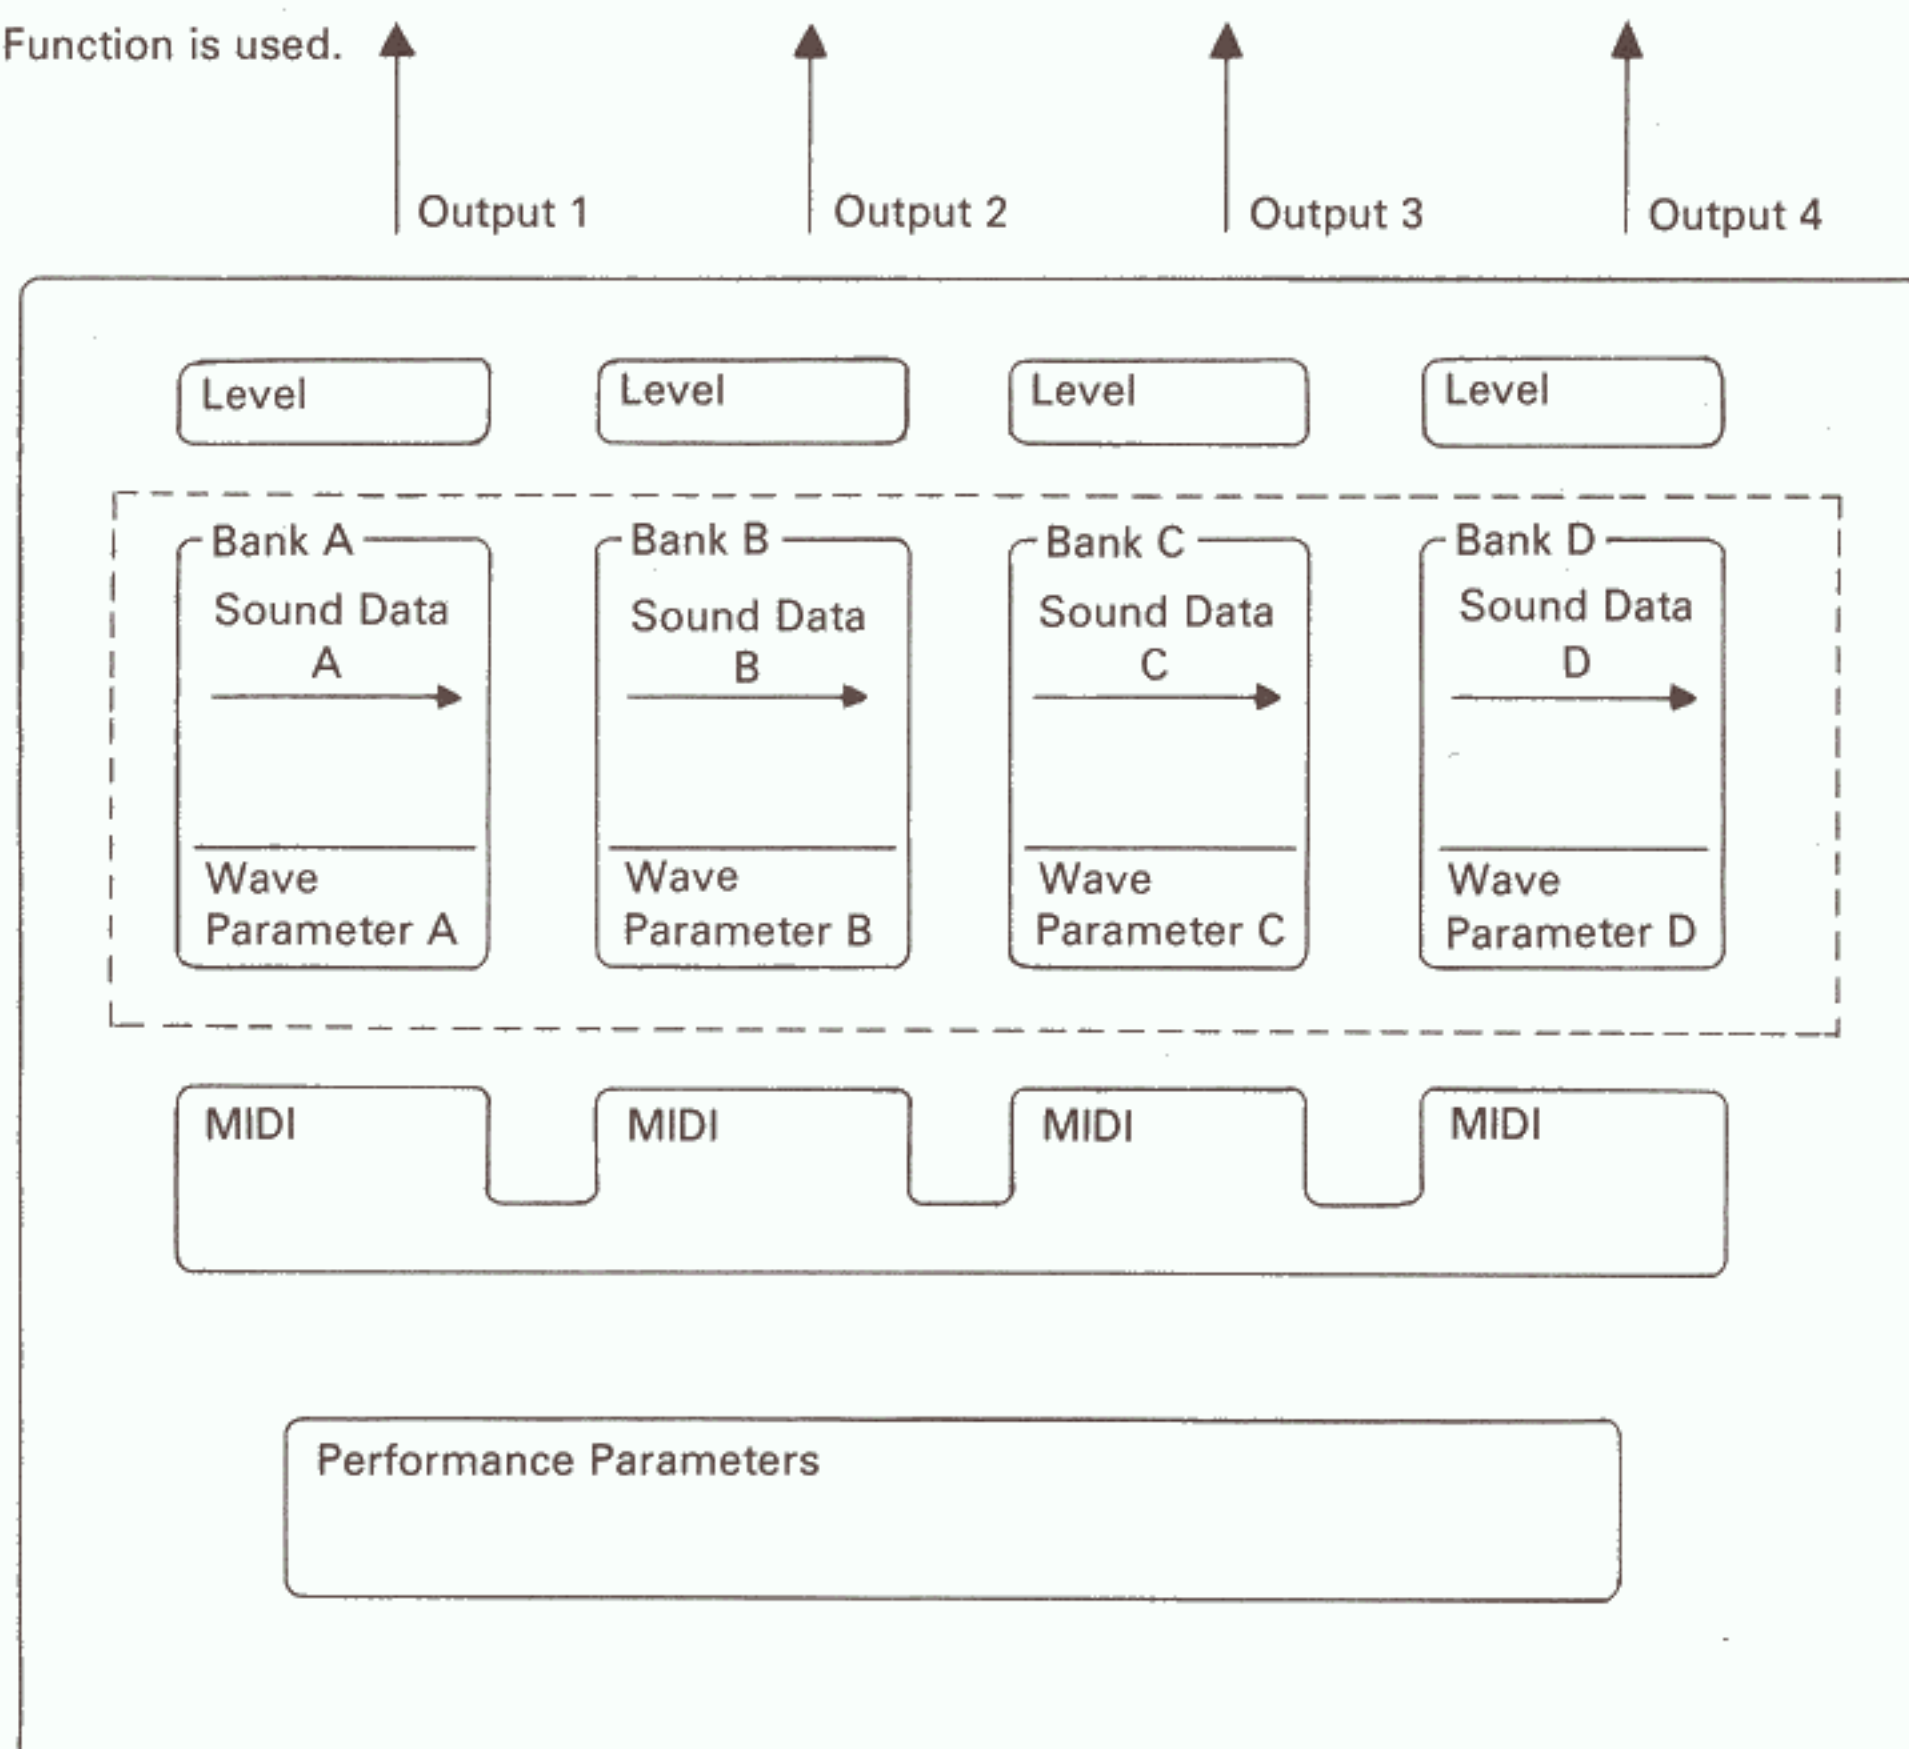 Function is used.
Output 1
Output 2
Output 3
Output 4
Level
Level
Level
Level
Bank A
Sound Data
A
Wave
Parameter A
Bank B
Sound Data
B
Wave
Parameter B
Bank C
Sound Data
C
Wave
Parameter C
Bank D
Sound Data
D
Wave
Parameter D
MIDI
MIDI
MIDI
MIDI
Performance Parameters